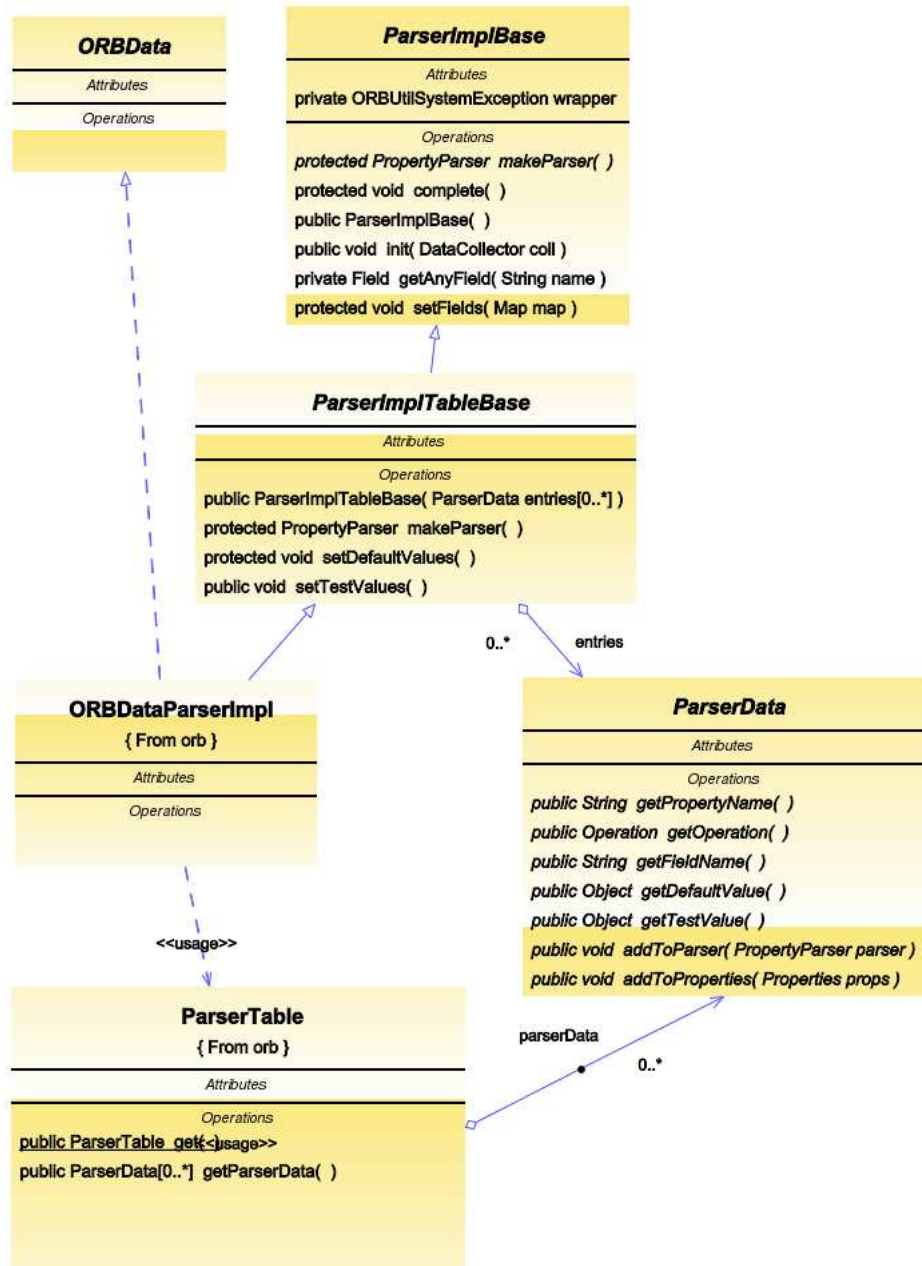 ORBData
Attributes
Operations
ParserImplBase
Attributes
private ORBUtilSystemException wrapper
Operations
protected PropertyParser makeParser( )
protected void complete( )
public ParserImplBase( )
public void init( DataCollector coll )
private Field getAnyField( String name )
protected void setFields( Map map )
ParserImplTableBase
Attributes
Operations
public ParserImplTableBase( ParserData entries[0..*] )
protected PropertyParser makeParser( )
protected void setDefaultValues( )
public void setTestValues( )
0..*
entries
ORBDataParserImpl
{ From orb }
Attributes
Operations
ParserData
Attributes
Operations
public String getPropertyName( )
public Operation getOperation( )
public String getFieldName( )
public Object getDefaultValue( )
public Object getTestValue( )
public void addToParser( PropertyParser parser )
public void addToProperties( Properties props )
<<usage>>
ParserTable
{ From orb }
Attributes
Operations
public ParserTable get( )
<<usage>>
public ParserData[0..*] getParserData( )
parserData
0..*